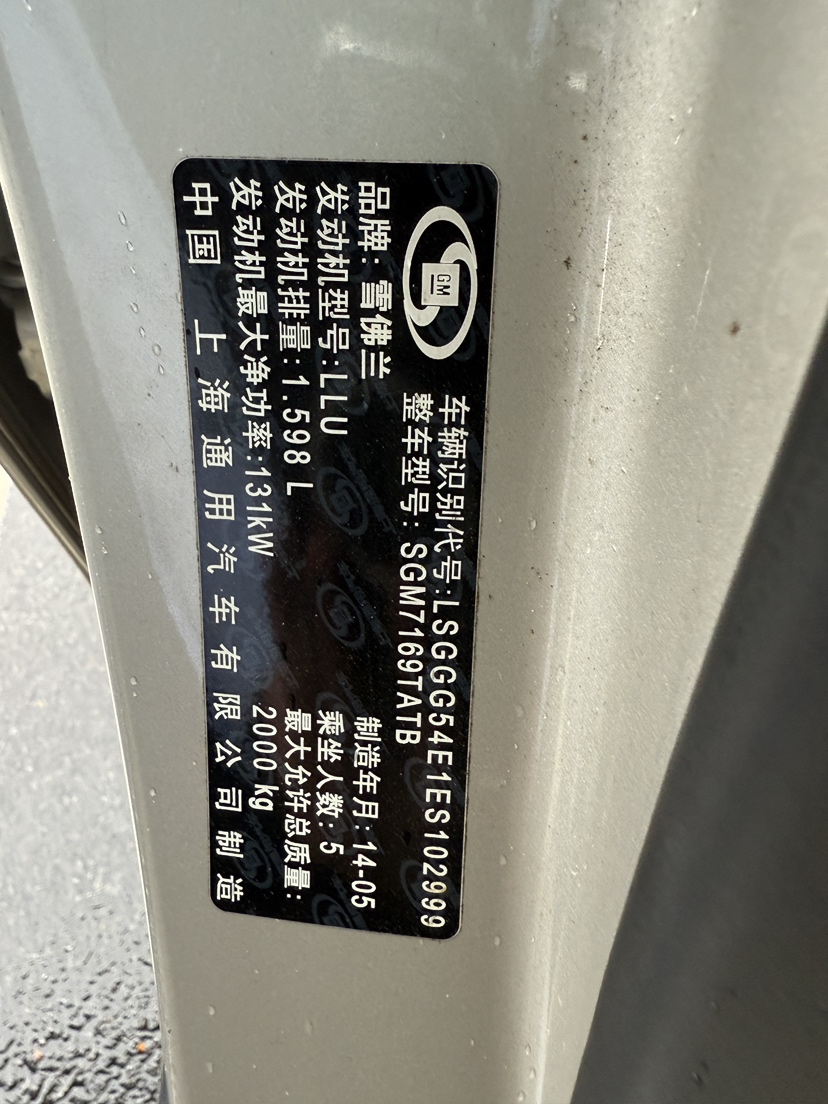 GM
车辆识别代号:LSGGG54E1ES102999
整车型号:SGM7169TATB
品牌:雪佛兰 制造年月:14-05
发动机型号:LLU 乘坐人数:5
发动机排量:1.598 L 最大允许总质量:
发动机最大净功率:131kW 2000 kg
中国 上海通用汽车有限公司制造